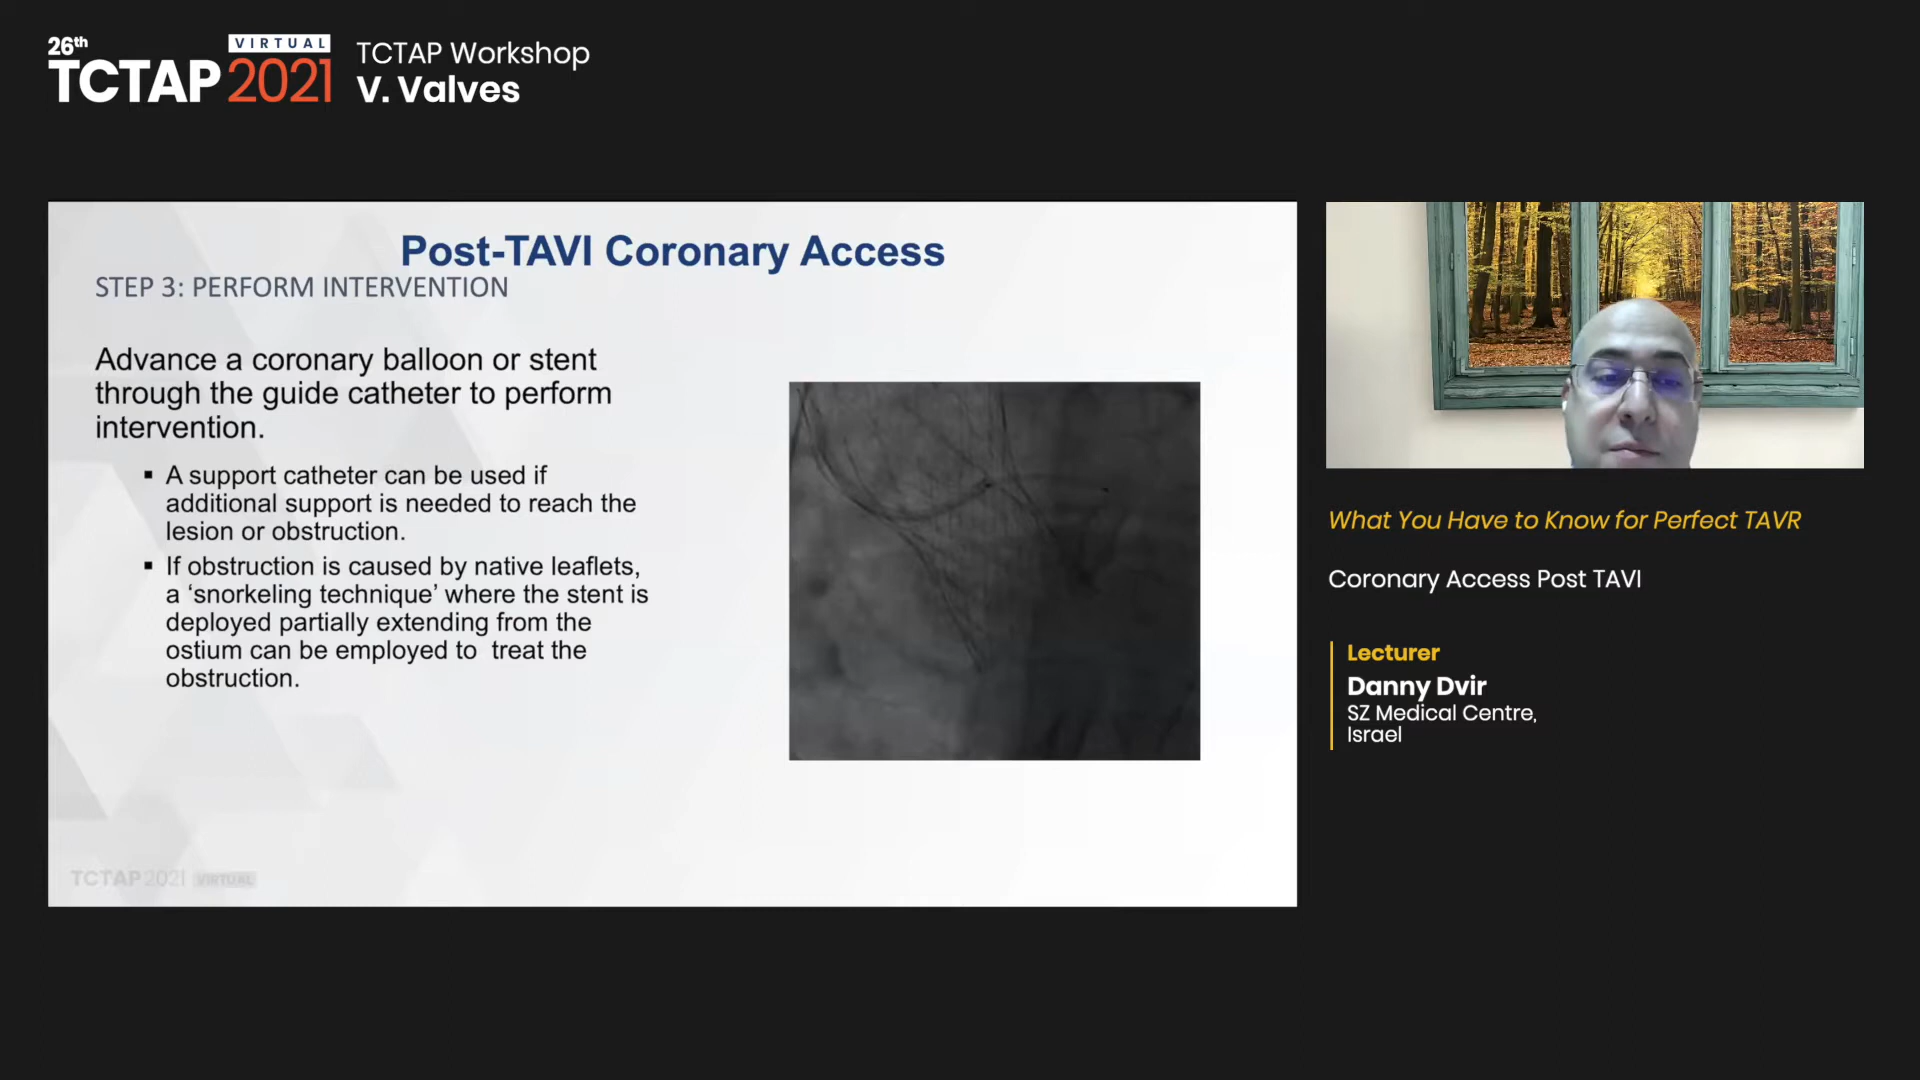 26th
VIRTUAL
TCTAP 2021
TCTAP Workshop
V. Valves
Post-TAVI Coronary Access
STEP 3: PERFORM INTERVENTION
Advance a coronary balloon or stent
through the guide catheter to perform
intervention.
▪ A support catheter can be used if
additional support is needed to reach the
lesion or obstruction.
▪ If obstruction is caused by native leaflets,
a ‘snorkeling technique’ where the stent is
deployed partially extending from the
ostium can be employed to treat the
obstruction.
TCTAP 2021 VIRTUAL
What You Have to Know for Perfect TAVR
Coronary Access Post TAVI
Lecturer
Danny Dvir
SZ Medical Centre,
Israel